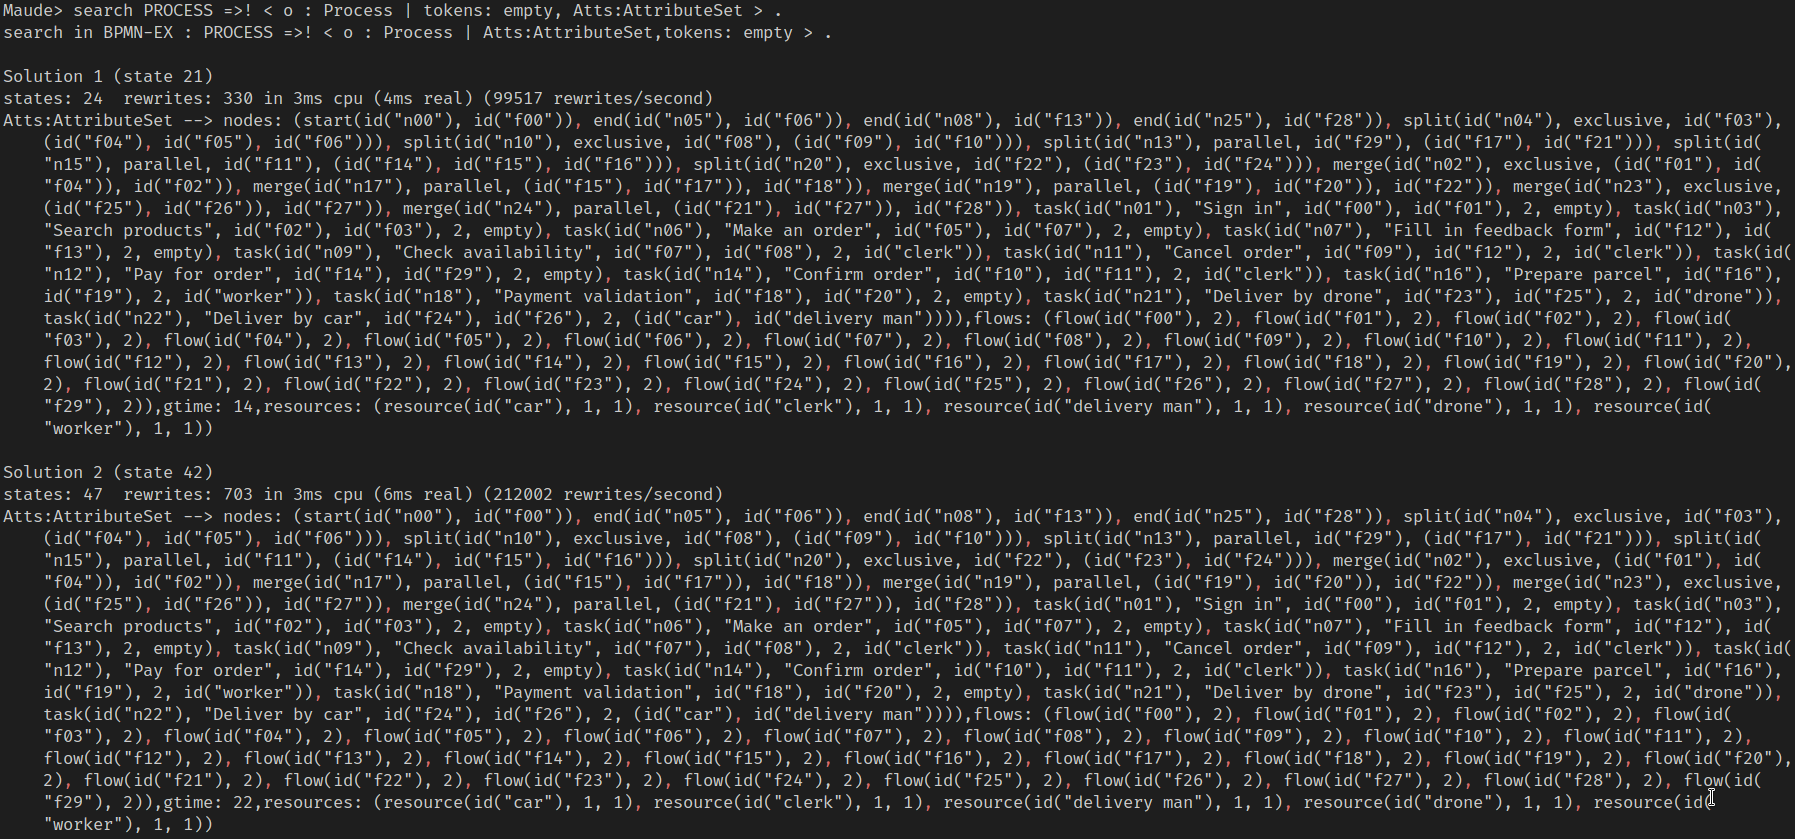 Maude> search PROCESS =>! < o : Process | tokens: empty, Atts:AttributeSet > .
search in BPMN-EX : PROCESS =>! < o : Process | Atts:AttributeSet,tokens: empty > .

Solution 1 (state 21)
states: 24  rewrites: 330 in 3ms cpu (4ms real) (99517 rewrites/second)
Atts:AttributeSet --> nodes: (start(id("n00"), id("f00")), end(id("n05"), id("f06")), end(id("n08"), id("f13")), end(id("n25"), id("f28")), split(id("n04"), exclusive, id("f03"),
    (id("f04"), id("f05"), id("f06"))), split(id("n10"), exclusive, id("f08"), (id("f09"), id("f10"))), split(id("n13"), parallel, id("f29"), (id("f17"), id("f21"))), split(id(
    "n15"), parallel, id("f11"), (id("f14"), id("f15"), id("f16"))), split(id("n20"), exclusive, id("f22"), (id("f23"), id("f24"))), merge(id("n02"), exclusive, (id("f01"), id(
    "f04")), id("f02")), merge(id("n17"), parallel, (id("f15"), id("f17")), id("f18")), merge(id("n19"), parallel, (id("f19"), id("f20")), id("f22")), merge(id("n23"), exclusive,
    (id("f25"), id("f26")), id("f27")), merge(id("n24"), parallel, (id("f21"), id("f27")), id("f28")), task(id("n01"), "Sign in", id("f00"), id("f01"), 2, empty), task(id("n03"),
    "Search products", id("f02"), id("f03"), 2, empty), task(id("n06"), "Make an order", id("f05"), id("f07"), 2, empty), task(id("n07"), "Fill in feedback form", id("f12"), id(
    "f13"), 2, empty), task(id("n09"), "Check availability", id("f07"), id("f08"), 2, id("clerk")), task(id("n11"), "Cancel order", id("f09"), id("f12"), 2, id("clerk")), task(id(
    "n12"), "Pay for order", id("f14"), id("f29"), 2, empty), task(id("n14"), "Confirm order", id("f10"), id("f11"), 2, id("clerk")), task(id("n16"), "Prepare parcel", id("f16"),
    id("f19"), 2, id("worker")), task(id("n18"), "Payment validation", id("f18"), id("f20"), 2, empty), task(id("n21"), "Deliver by drone", id("f23"), id("f25"), 2, id("drone")),
    task(id("n22"), "Deliver by car", id("f24"), id("f26"), 2, (id("car"), id("delivery man")))),flows: (flow(id("f00"), 2), flow(id("f01"), 2), flow(id("f02"), 2), flow(id(
    "f03"), 2), flow(id("f04"), 2), flow(id("f05"), 2), flow(id("f06"), 2), flow(id("f07"), 2), flow(id("f08"), 2), flow(id("f09"), 2), flow(id("f10"), 2), flow(id("f11"), 2),
    flow(id("f12"), 2), flow(id("f13"), 2), flow(id("f14"), 2), flow(id("f15"), 2), flow(id("f16"), 2), flow(id("f17"), 2), flow(id("f18"), 2), flow(id("f19"), 2), flow(id("f20"),
    2), flow(id("f21"), 2), flow(id("f22"), 2), flow(id("f23"), 2), flow(id("f24"), 2), flow(id("f25"), 2), flow(id("f26"), 2), flow(id("f27"), 2), flow(id("f28"), 2), flow(id(
    "f29"), 2)),gtime: 14,resources: (resource(id("car"), 1, 1), resource(id("clerk"), 1, 1), resource(id("delivery man"), 1, 1), resource(id("drone"), 1, 1), resource(id(
    "worker"), 1, 1))

Solution 2 (state 42)
states: 47  rewrites: 703 in 3ms cpu (6ms real) (212002 rewrites/second)
Atts:AttributeSet --> nodes: (start(id("n00"), id("f00")), end(id("n05"), id("f06")), end(id("n08"), id("f13")), end(id("n25"), id("f28")), split(id("n04"), exclusive, id("f03"),
    (id("f04"), id("f05"), id("f06"))), split(id("n10"), exclusive, id("f08"), (id("f09"), id("f10"))), split(id("n13"), parallel, id("f29"), (id("f17"), id("f21"))), split(id(
    "n15"), parallel, id("f11"), (id("f14"), id("f15"), id("f16"))), split(id("n20"), exclusive, id("f22"), (id("f23"), id("f24"))), merge(id("n02"), exclusive, (id("f01"), id(
    "f04")), id("f02")), merge(id("n17"), parallel, (id("f15"), id("f17")), id("f18")), merge(id("n19"), parallel, (id("f19"), id("f20")), id("f22")), merge(id("n23"), exclusive,
    (id("f25"), id("f26")), id("f27")), merge(id("n24"), parallel, (id("f21"), id("f27")), id("f28")), task(id("n01"), "Sign in", id("f00"), id("f01"), 2, empty), task(id("n03"),
    "Search products", id("f02"), id("f03"), 2, empty), task(id("n06"), "Make an order", id("f05"), id("f07"), 2, empty), task(id("n07"), "Fill in feedback form", id("f12"), id(
    "f13"), 2, empty), task(id("n09"), "Check availability", id("f07"), id("f08"), 2, id("clerk")), task(id("n11"), "Cancel order", id("f09"), id("f12"), 2, id("clerk")), task(id(
    "n12"), "Pay for order", id("f14"), id("f29"), 2, empty), task(id("n14"), "Confirm order", id("f10"), id("f11"), 2, id("clerk")), task(id("n16"), "Prepare parcel", id("f16"),
    id("f19"), 2, id("worker")), task(id("n18"), "Payment validation", id("f18"), id("f20"), 2, empty), task(id("n21"), "Deliver by drone", id("f23"), id("f25"), 2, id("drone")),
    task(id("n22"), "Deliver by car", id("f24"), id("f26"), 2, (id("car"), id("delivery man")))),flows: (flow(id("f00"), 2), flow(id("f01"), 2), flow(id("f02"), 2), flow(id(
    "f03"), 2), flow(id("f04"), 2), flow(id("f05"), 2), flow(id("f06"), 2), flow(id("f07"), 2), flow(id("f08"), 2), flow(id("f09"), 2), flow(id("f10"), 2), flow(id("f11"), 2),
    flow(id("f12"), 2), flow(id("f13"), 2), flow(id("f14"), 2), flow(id("f15"), 2), flow(id("f16"), 2), flow(id("f17"), 2), flow(id("f18"), 2), flow(id("f19"), 2), flow(id("f20"),
    2), flow(id("f21"), 2), flow(id("f22"), 2), flow(id("f23"), 2), flow(id("f24"), 2), flow(id("f25"), 2), flow(id("f26"), 2), flow(id("f27"), 2), flow(id("f28"), 2), flow(id(
    "f29"), 2)),gtime: 22,resources: (resource(id("car"), 1, 1), resource(id("clerk"), 1, 1), resource(id("delivery man"), 1, 1), resource(id("drone"), 1, 1), resource(id(
    "worker"), 1, 1))